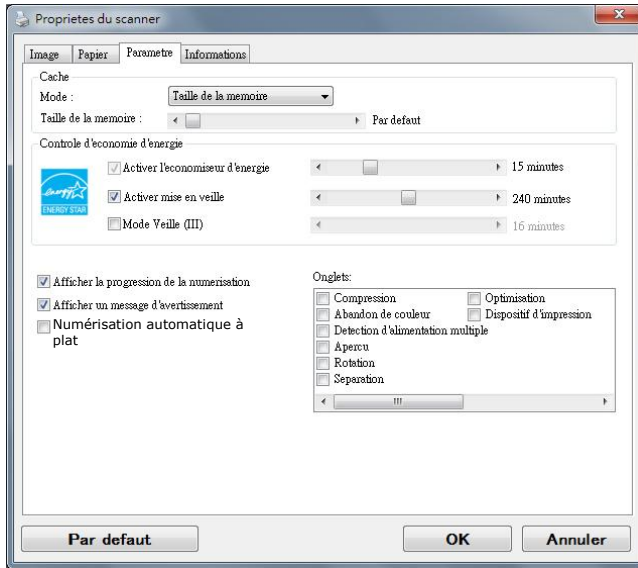 Proprietes du scanner
Image Papier Parametre Informations
Cache
Mode : Taille de la memoire
Taille de la memoire : Par defaut
Controle d'economie d'energie
energy
ENERGY STAR
Activer l'economiseur d'energie 15 minutes
Activer mise en veille 240 minutes
Mode Veille (III) 16 minutes
Afficher la progression de la numerisation
Afficher un message d'avertissement
Numérisation automatique à
plat
Onglets:
Compression Optimisation
Abandon de couleur Dispositif d'impression
Detection d'alimentation multiple
Apercu
Rotation
Separation
Par defaut OK Annuler